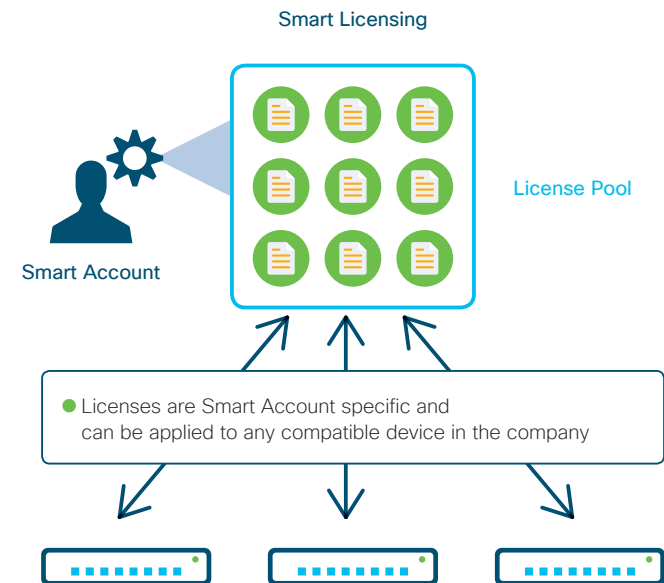 Smart Licensing
License Pool
Smart Account
Licenses are Smart Account specific and
can be applied to any compatible device in the company